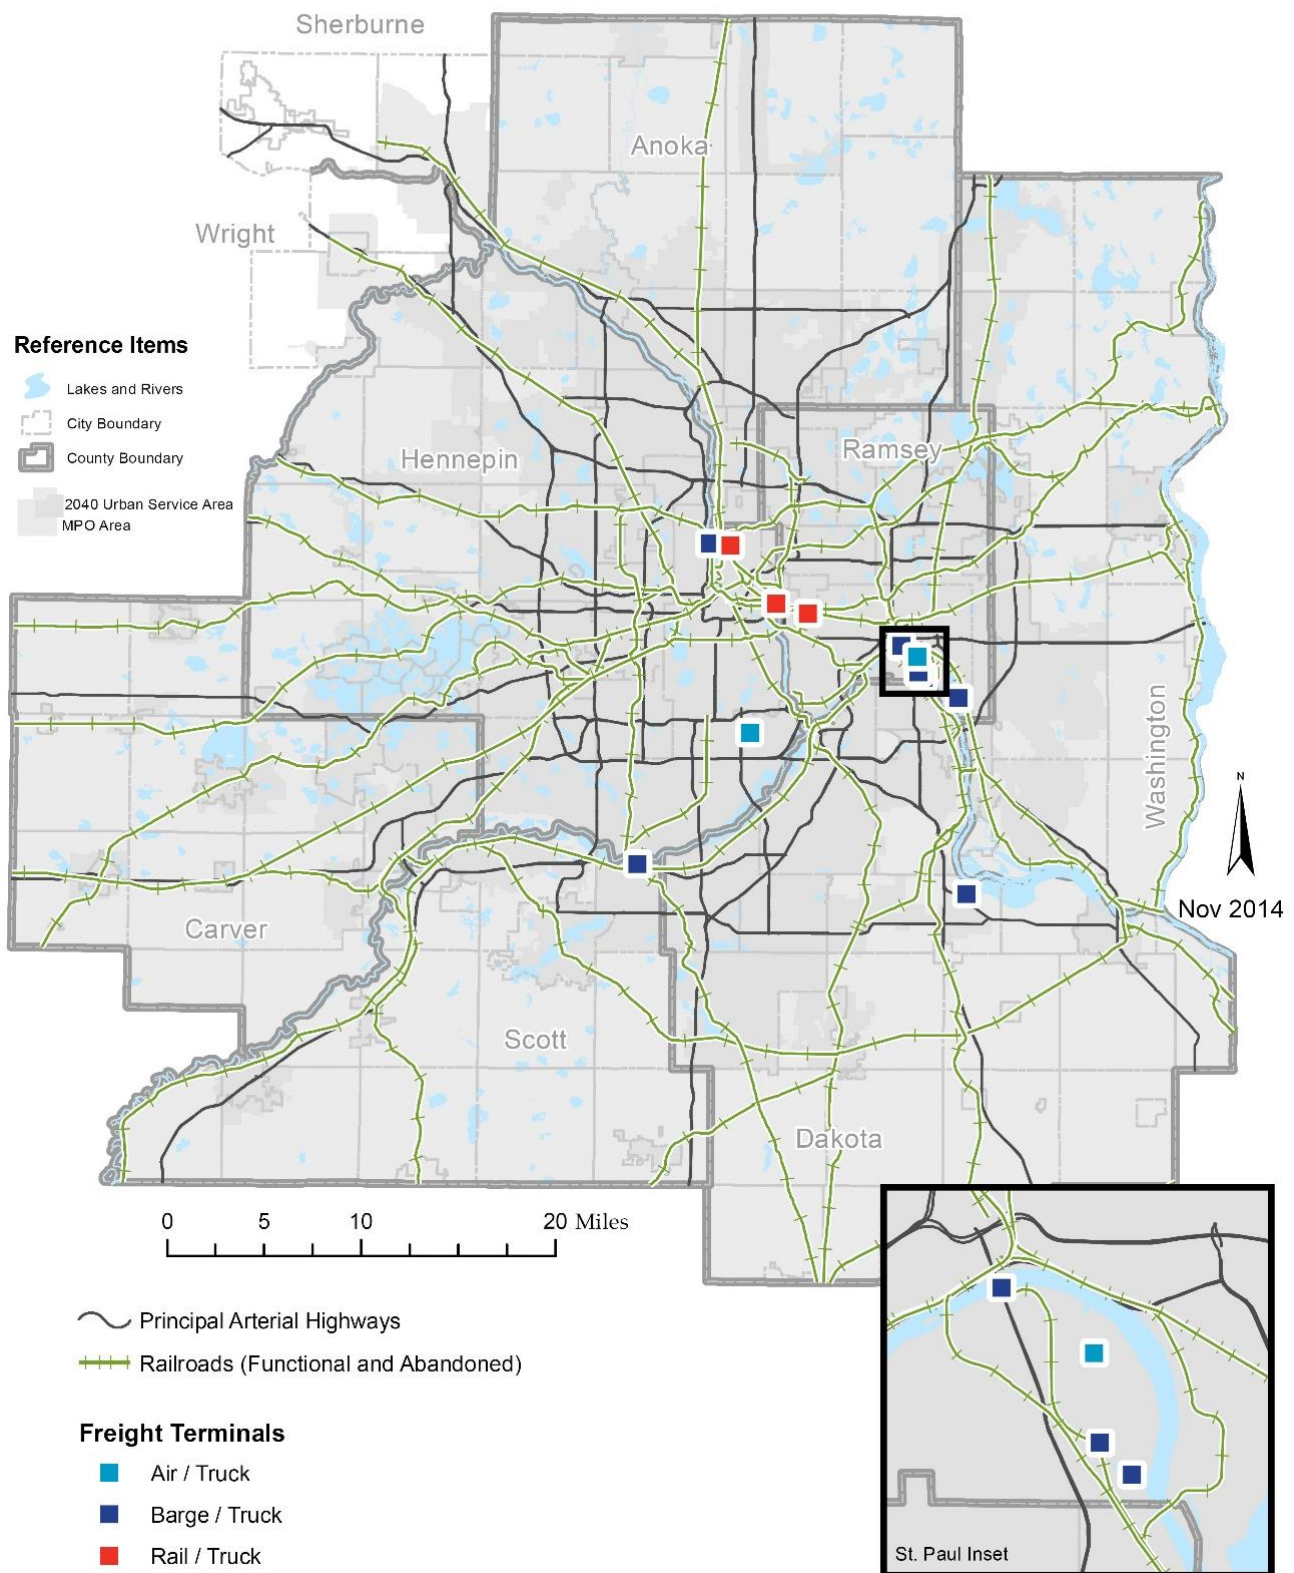 Sherburne
Anoka
Wright
Reference Items
Lakes and Rivers
City Boundary
County Boundary
2040 Urban Service Area
MPO Area
Hennepin
Ramsey
Washington
N
Nov 2014
Carver
Scott
Dakota
0 5 10 20 Miles
Principal Arterial Highways
Railroads (Functional and Abandoned)
Freight Terminals
Air / Truck
Barge / Truck
Rail / Truck
St. Paul Inset